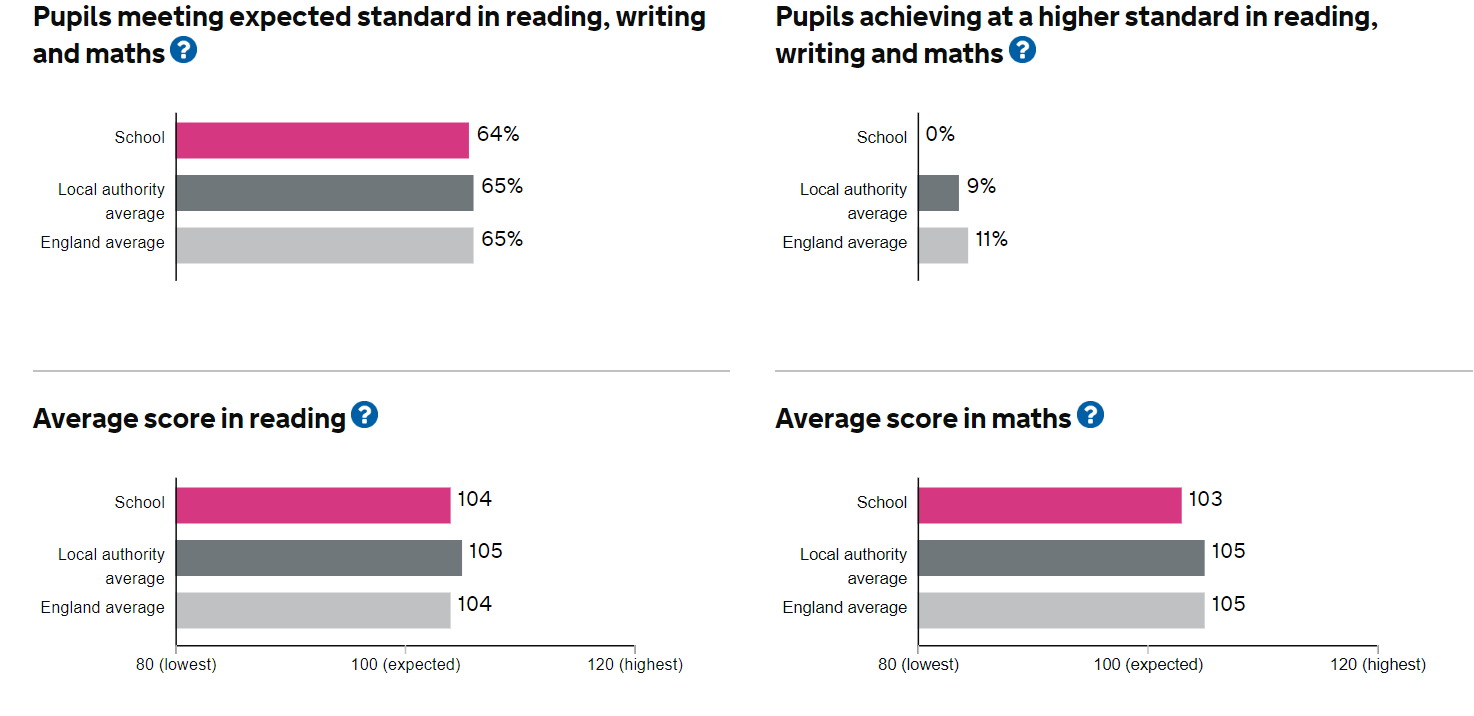 Pupils meeting expected standard in reading, writing
and maths ?
School
64%
Local authority
average
65%
England average
65%
Pupils achieving at a higher standard in reading,
writing and maths ?
School
0%
Local authority
average
9%
England average
11%
Average score in reading ?
School
104
Local authority
average
105
England average
104
80 (lowest) 100 (expected) 120 (highest)
Average score in maths ?
School
103
Local authority
average
105
England average
105
80 (lowest) 100 (expected) 120 (highest)